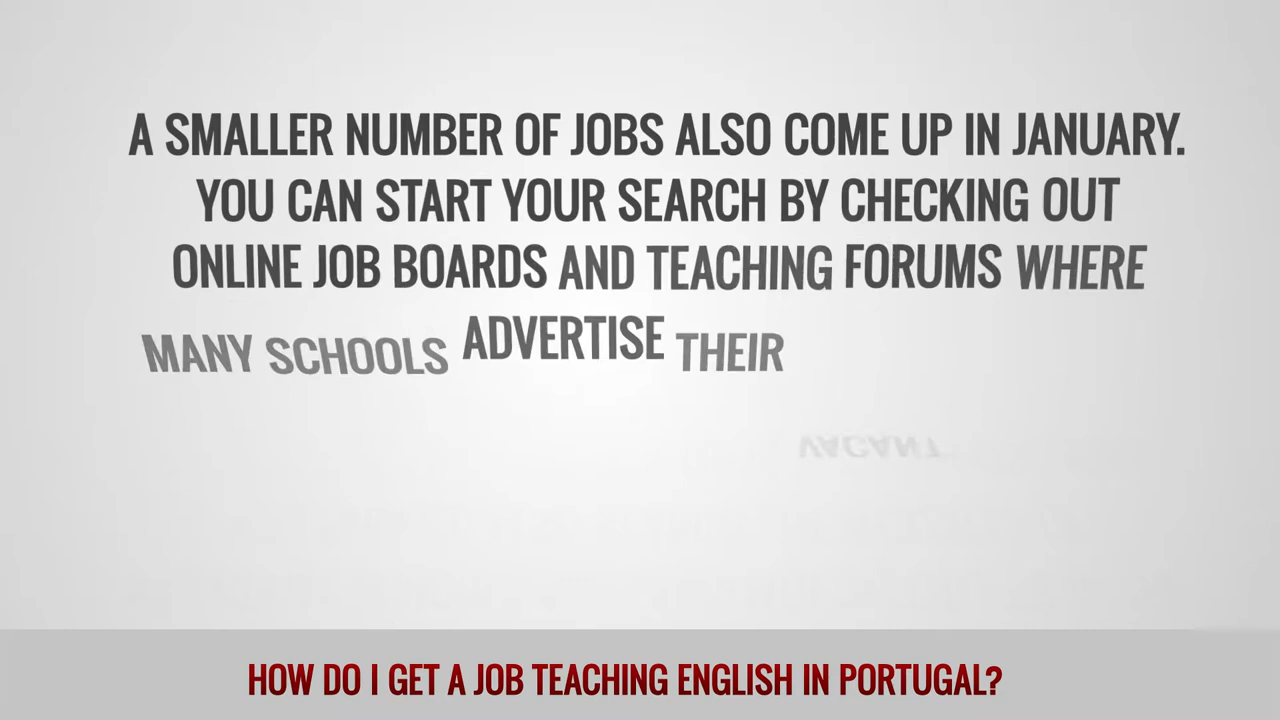 A SMALLER NUMBER OF JOBS ALSO COME UP IN JANUARY.
YOU CAN START YOUR SEARCH BY CHECKING OUT
ONLINE JOB BOARDS AND TEACHING FORUMS WHERE
MANY SCHOOLS ADVERTISE THEIR
VACANT
HOW DO I GET A JOB TEACHING ENGLISH IN PORTUGAL?